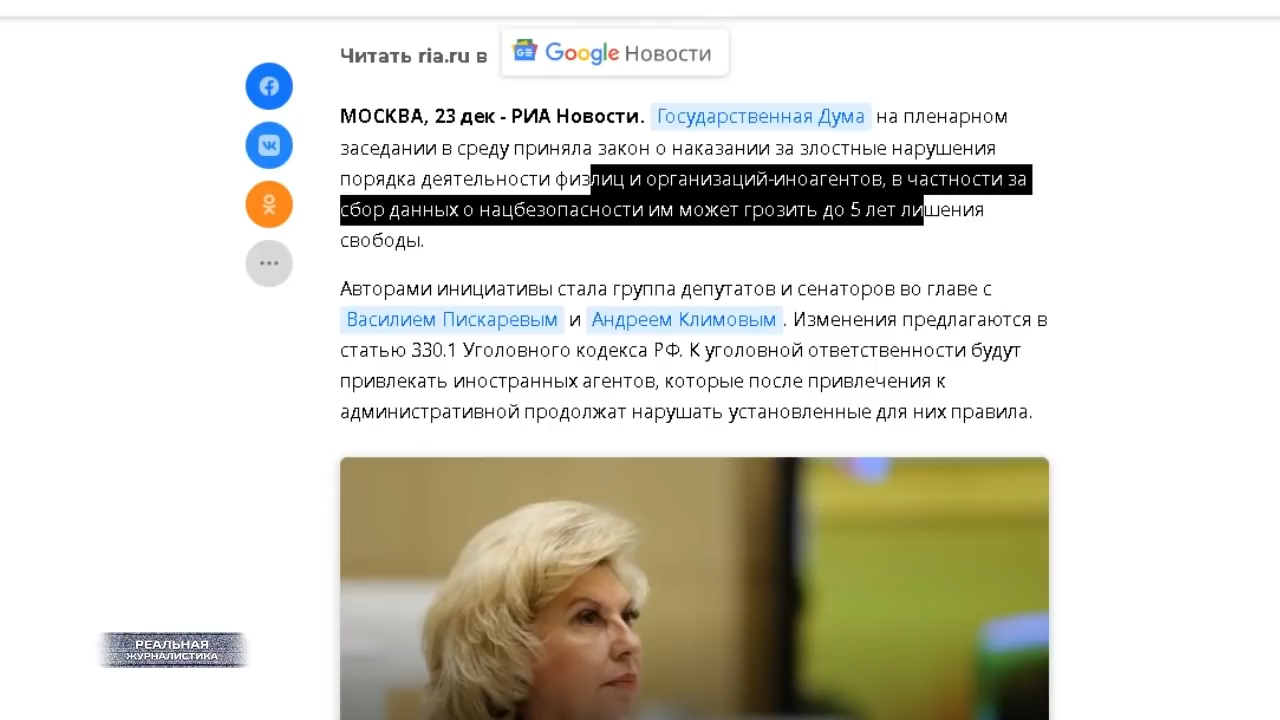 Читать ria.ru в
Google Новости
МОСКВА, 23 дек - РИА Новости. Государственная Дума на пленарном
заседании в среду приняла закон о наказании за злостные нарушения
порядка деятельности физлиц и организаций-иноагентов, в частности за
сбор данных о нацбезопасности им может грозить до 5 лет лишения
свободы.
Авторами инициативы стала группа депутатов и сенаторов во главе с
Василием Пискаревым и Андреем Климовым. Изменения предлагаются в
статью 330.1 Уголовного кодекса РФ. К уголовной ответственности будут
привлекать иностранных агентов, которые после привлечения к
административной продолжат нарушать установленные для них правила.
РЕАЛЬНАЯ
ЖУРНАЛИСТИКА